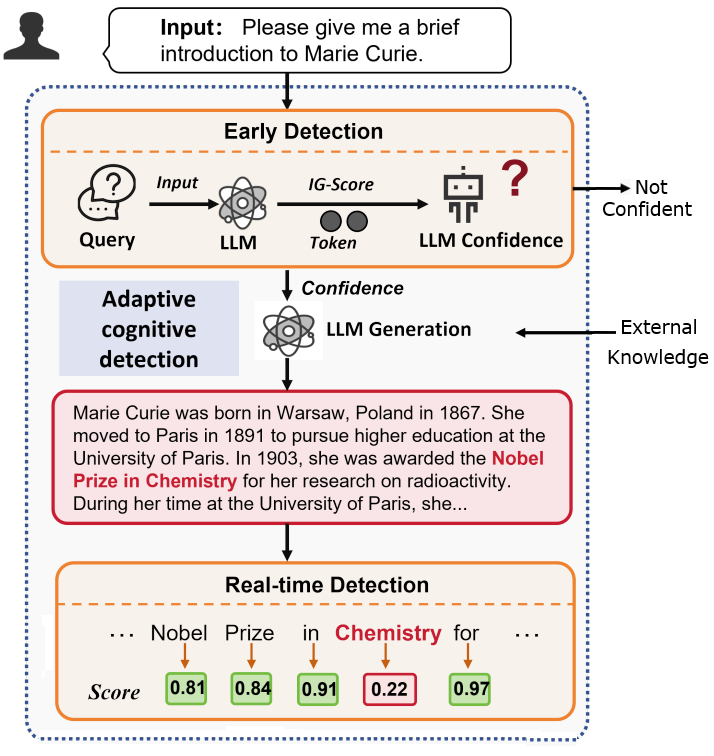 Input: Please give me a brief
introduction to Marie Curie.
Early Detection
Input
IG-Score
Query
LLM
Token
LLM Confidence
?
Not
Confident
Confidence
Adaptive
cognitive
detection
LLM Generation
External
Knowledge
Marie Curie was born in Warsaw, Poland in 1867. She
moved to Paris in 1891 to pursue higher education at the
University of Paris. In 1903, she was awarded the Nobel
Prize in Chemistry for her research on radioactivity.
During her time at the University of Paris, she...
Real-time Detection
··· Nobel Prize in Chemistry for ···
Score 0.81 0.84 0.91 0.22 0.97